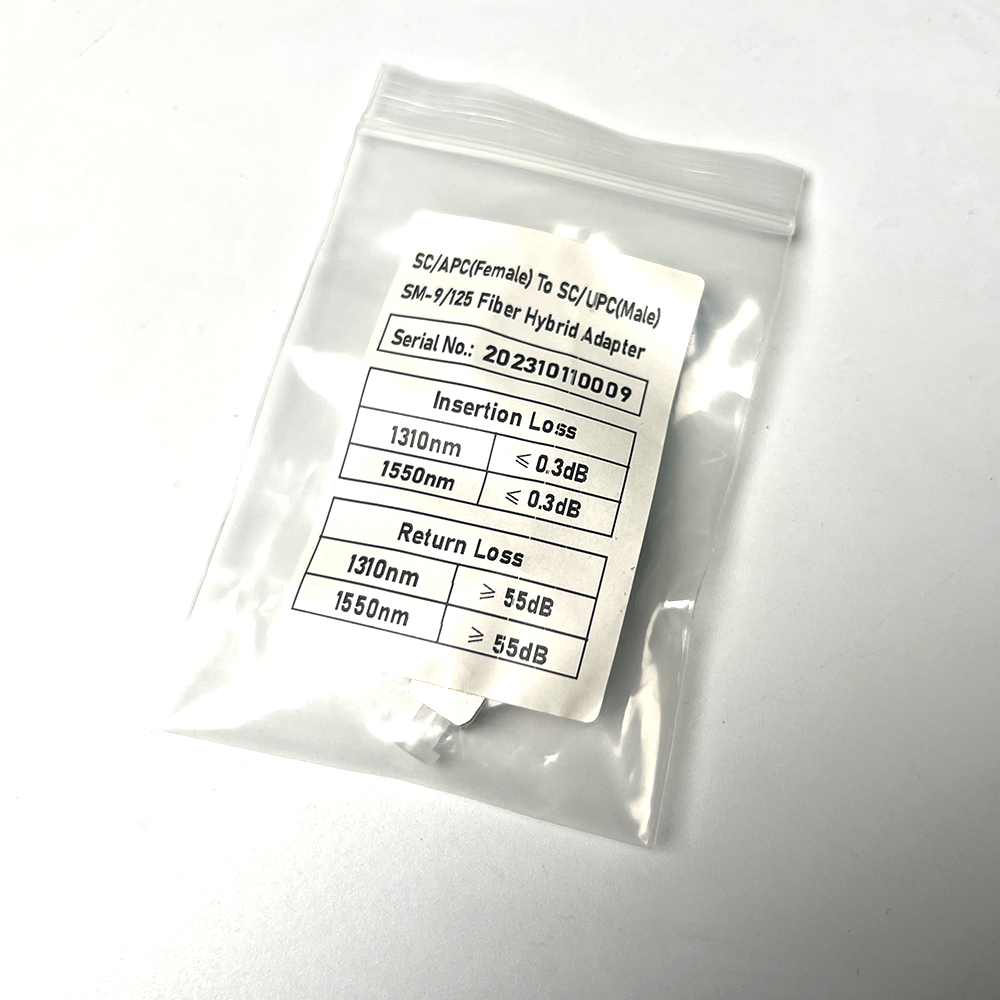 SC/APC(Female) To SC/UPC(Male)
SM-9/125 Fiber Hybrid Adapter
Serial No.: 202310110009
Insertion Loss
1310nm ≤ 0.3dB
1550nm ≤ 0.3dB
Return Loss
1310nm ≥ 55dB
1550nm ≥ 55dB